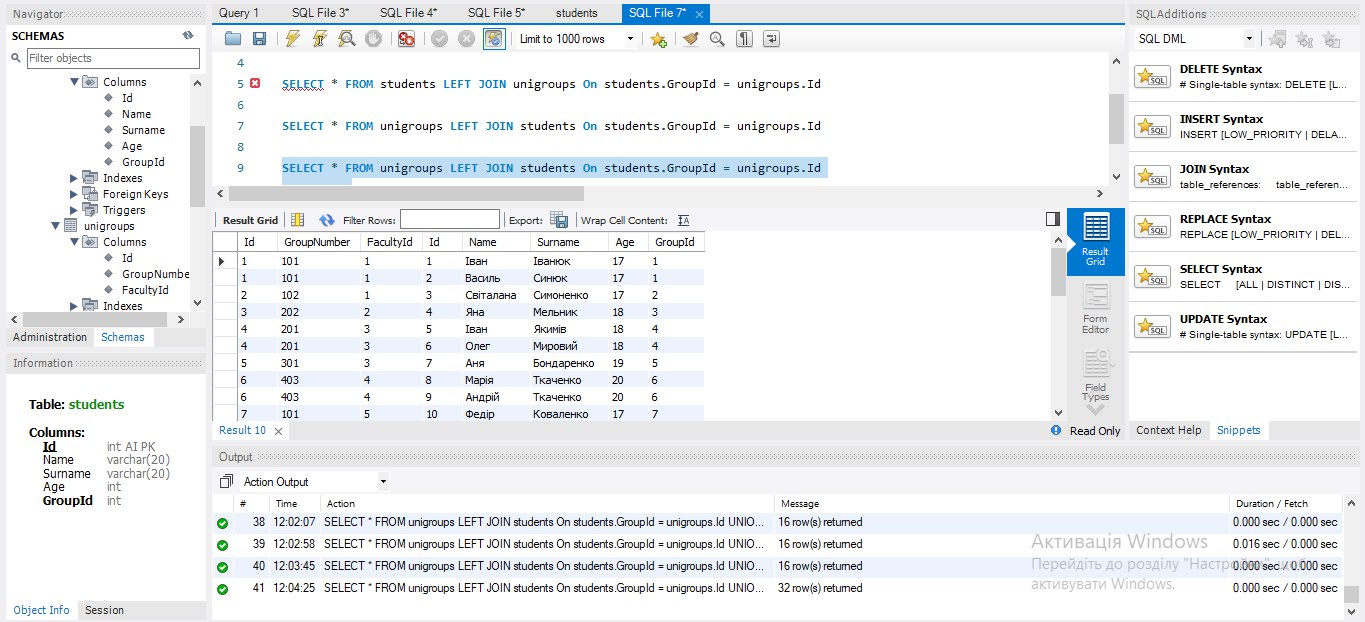 Navigator
SCHEMAS
Filter objects
Columns
Id
Name
Surname
Age
GroupId
Indexes
Foreign Keys
Triggers
unigroups
Columns
Id
GroupNumbe
FacultyId
Indexes
Administration Schemas
Information
Table: students
Columns:
Id int AI PK
Name varchar(20)
Surname varchar(20)
Age int
GroupId int
Object Info Session
Query 1 SQL File 3* SQL File 4* SQL File 5* students SQL File 7*
Limit to 1000 rows
4
5 SELECT * FROM students LEFT JOIN unigroups On students.GroupId = unigroups.Id
6
7 SELECT * FROM unigroups LEFT JOIN students On students.GroupId = unigroups.Id
8
9 SELECT * FROM unigroups LEFT JOIN students On students.GroupId = unigroups.Id
Result Grid Filter Rows: Export: Wrap Cell Content:
Id GroupNumber FacultyId Id Name Surname Age GroupId
1 101 1 1 Іван Іванюк 17 1
1 101 1 2 Василь Синюк 17 1
2 102 1 3 Світалана Симоненко 17 2
3 202 2 4 Яна Мельник 18 3
4 201 3 5 Іван Якимів 18 4
4 201 3 6 Олег Мировий 18 4
5 301 3 7 Аня Бондаренко 19 5
6 403 4 8 Марія Ткаченко 20 6
6 403 4 9 Андрій Ткаченко 20 6
7 101 5 10 Федір Коваленко 17 7
Result Grid
Form Editor
Field Types
Result 10
Read Only
Output
Action Output
# Time Action Message Duration / Fetch
38 12:02:07 SELECT * FROM unigroups LEFT JOIN students On students.GroupId = unigroups.Id UNIO... 16 row(s) returned 0.000 sec / 0.000 sec
39 12:02:58 SELECT * FROM unigroups LEFT JOIN students On students.GroupId = unigroups.Id UNIO... 16 row(s) returned 0.016 sec / 0.000 sec
40 12:03:45 SELECT * FROM unigroups LEFT JOIN students On students.GroupId = unigroups.Id UNIO... 16 row(s) returned 0.000 sec / 0.000 sec
41 12:04:25 SELECT * FROM unigroups LEFT JOIN students On students.GroupId = unigroups.Id UNIO... 32 row(s) returned 0.000 sec / 0.000 sec
Активація Windows
Перейдіть до розділу "Настройки", щоб
активувати Windows.
SQLAdditions
SQL DML
DELETE Syntax
# Single-table syntax: DELETE [L...
INSERT Syntax
INSERT [LOW_PRIORITY | DELA...
JOIN Syntax
table_references: table_referen...
REPLACE Syntax
REPLACE [LOW_PRIORITY | DEL...
SELECT Syntax
SELECT [ALL | DISTINCT | DIS...
UPDATE Syntax
# Single-table syntax: UPDATE [L...
Context Help Snippets